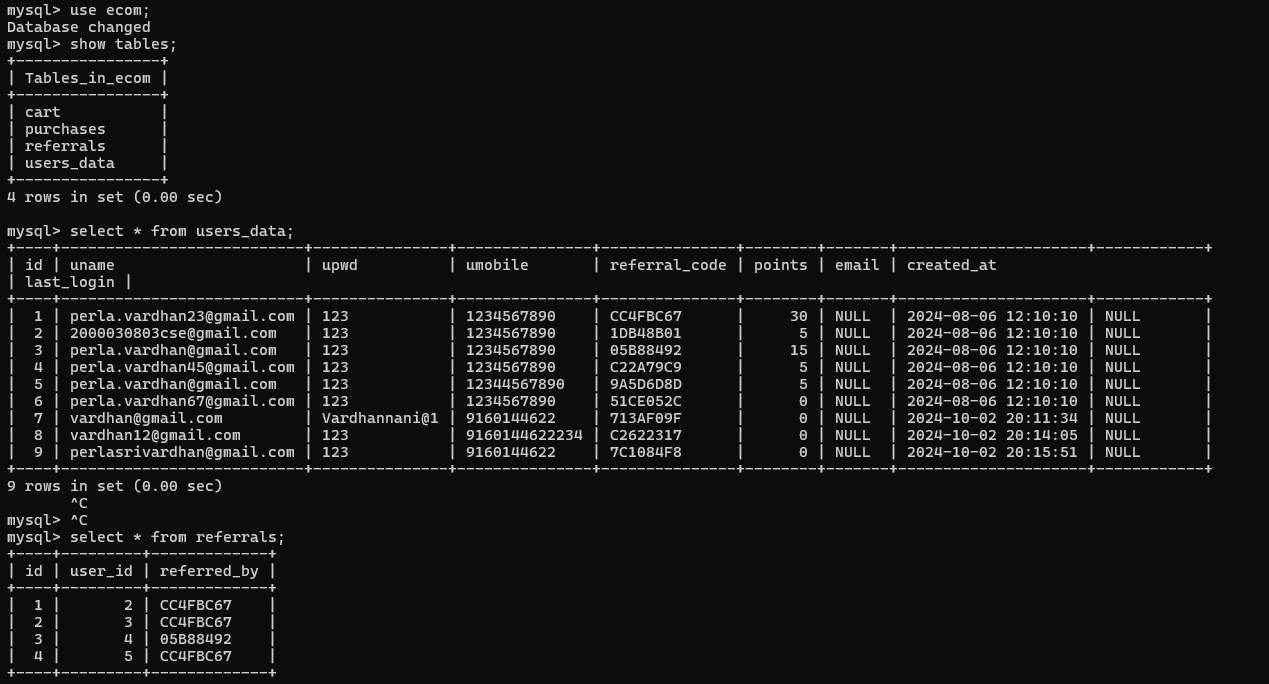 mysql> use ecom;
Database changed
mysql> show tables;
+----------------+
| Tables_in_ecom |
+----------------+
| cart           |
| purchases      |
| referrals      |
| users_data     |
+----------------+
4 rows in set (0.00 sec)

mysql> select * from users_data;
+----+---------------------------+---------------+---------------+---------------+--------+-------+---------------------+------------+
| id | uname                     | upwd          | umobile       | referral_code | points | email | created_at
| last_login |
+----+---------------------------+---------------+---------------+---------------+--------+-------+---------------------+------------+
|  1 | perla.vardhan23@gmail.com | 123           | 1234567890    | CC4FBC67      |     30 | NULL  | 2024-08-06 12:10:10 | NULL       |
|  2 | 2000030803cse@gmail.com   | 123           | 1234567890    | 1DB48B01      |      5 | NULL  | 2024-08-06 12:10:10 | NULL       |
|  3 | perla.vardhan@gmail.com   | 123           | 1234567890    | 05B88492      |     15 | NULL  | 2024-08-06 12:10:10 | NULL       |
|  4 | perla.vardhan45@gmail.com | 123           | 1234567890    | C22A79C9      |      5 | NULL  | 2024-08-06 12:10:10 | NULL       |
|  5 | perla.vardhan@gmail.com   | 123           | 12344567890   | 9A5D6D8D      |      5 | NULL  | 2024-08-06 12:10:10 | NULL       |
|  6 | perla.vardhan67@gmail.com | 123           | 1234567890    | 51CE052C      |      0 | NULL  | 2024-08-06 12:10:10 | NULL       |
|  7 | vardhan@gmail.com         | Vardhannani@1 | 9160144622    | 713AF09F      |      0 | NULL  | 2024-10-02 20:11:34 | NULL       |
|  8 | vardhan12@gmail.com       | 123           | 9160144622234 | C2622317      |      0 | NULL  | 2024-10-02 20:14:05 | NULL       |
|  9 | perlasrivardhan@gmail.com | 123           | 9160144622    | 7C1084F8      |      0 | NULL  | 2024-10-02 20:15:51 | NULL       |
+----+---------------------------+---------------+---------------+---------------+--------+-------+---------------------+------------+
9 rows in set (0.00 sec)
       ^C
mysql> ^C
mysql> select * from referrals;
+----+---------+-------------+
| id | user_id | referred_by |
+----+---------+-------------+
|  1 |       2 | CC4FBC67    |
|  2 |       3 | CC4FBC67    |
|  3 |       4 | 05B88492    |
|  4 |       5 | CC4FBC67    |
+----+---------+-------------+